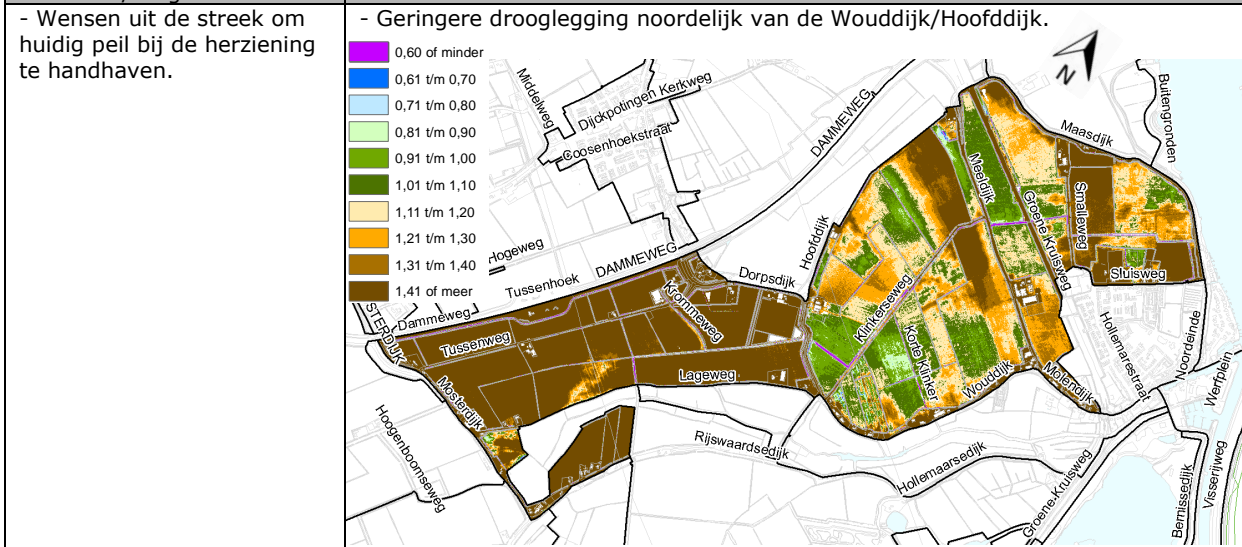 - Wensen uit de streek om
huidig peil bij de herziening
te handhaven.
- Geringere drooglegging noordelijk van de Wouddijk/Hoofddijk.
0,60 of minder
0,61 t/m 0,70
0,71 t/m 0,80
0,81 t/m 0,90
0,91 t/m 1,00
1,01 t/m 1,10
1,11 t/m 1,20
1,21 t/m 1,30
1,31 t/m 1,40
1,41 of meer
N
Middelweg
Dijckpotingen Kerkweg
Coosenhoekstraat
DAMMEWEG
Hogeweg
Tussenhoek
DAMMEWEG
Dammeweg
STERDIJK
Tussenweg
Krommeweg
Dorpsdijk
Hoofddijk
Lageweg
Mosterdijk
Hoogenboomseweg
Rijswaardsedijk
Hollemaarsedijk
Klinkerseweg
Korte Klinker
Wouddijk
Meeldijk
Groene Kruisweg
Smalleweg
Maasdijk
Buitengronden
Sluisweg
Molendijk
Hollemarestraat
Noordeinde
Werfplein
Groene-Kruisweg
Bernissedijk
Visserijweg